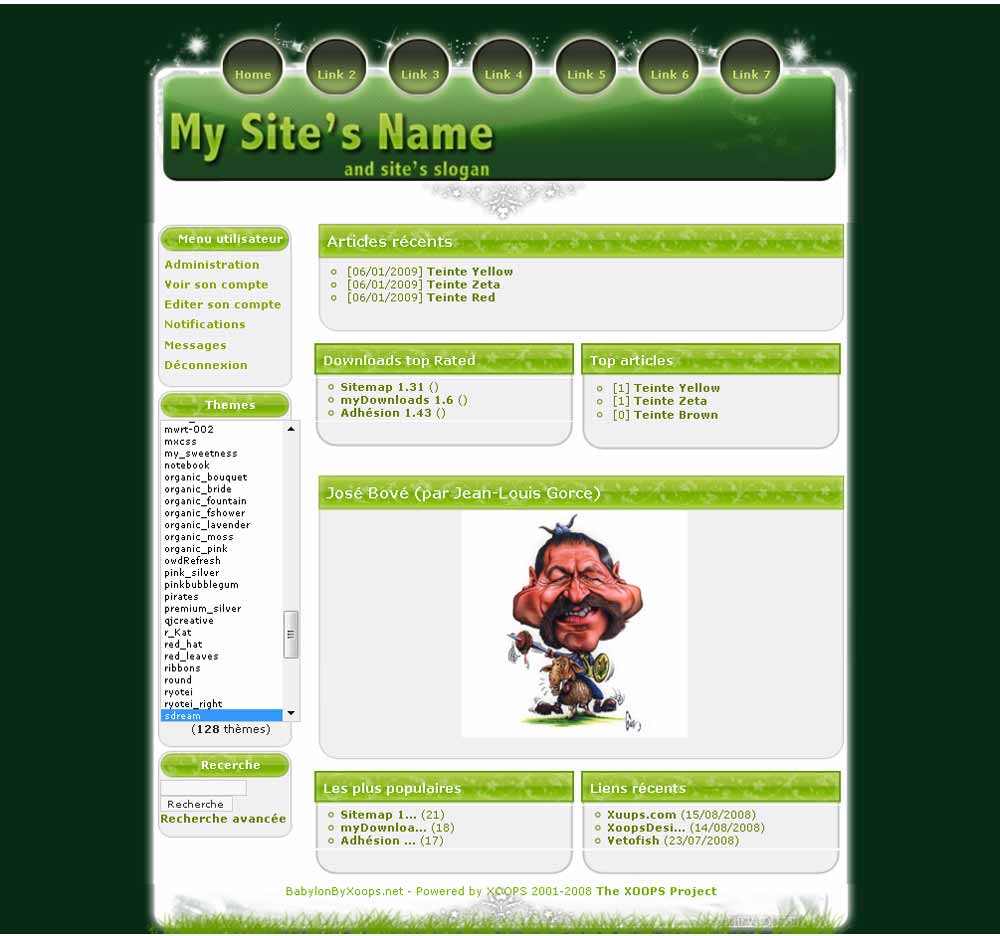 Home Link 2 Link 3 Link 4 Link 5 Link 6 Link 7
My Site's Name
and site's slogan
Menu utilisateur
Administration
Voir son compte
Editer son compte
Notifications
Messages
Déconnexion
Themes
mwrt-002
mxcss
my_sweetness
notebook
organic_bouquet
organic_bride
organic_fountain
organic_fshower
organic_lavender
organic_moss
organic_pink
owdRefresh
pink_silver
pinkbubblegum
pirates
premium_silver
qjcreative
r_Kat
red_hat
red_leaves
ribbons
round
ryotei
ryotei_right
sdream
(128 thèmes)
Recerche
Recherche
Recherche avancée
Articles récents
[06/01/2009] Teinte Yellow
[06/01/2009] Teinte Zeta
[06/01/2009] Teinte Red
Downloads top Rated
Sitemap 1.31 ()
myDownloads 1.6 ()
Adhésion 1.43 ()
Top articles
[1] Teinte Yellow
[1] Teinte Zeta
[0] Teinte Brown
José Bové (par Jean-Louis Gorce)
Les plus populaires
Sitemap 1... (21)
myDownloa... (18)
Adhésion ... (17)
Liens récents
Xuups.com (15/08/2008)
XoopsDesi... (14/08/2008)
Vetofish (23/07/2008)
BabylonByXoops.net - Powered by XOOPS 2001-2008 The XOOPS Project